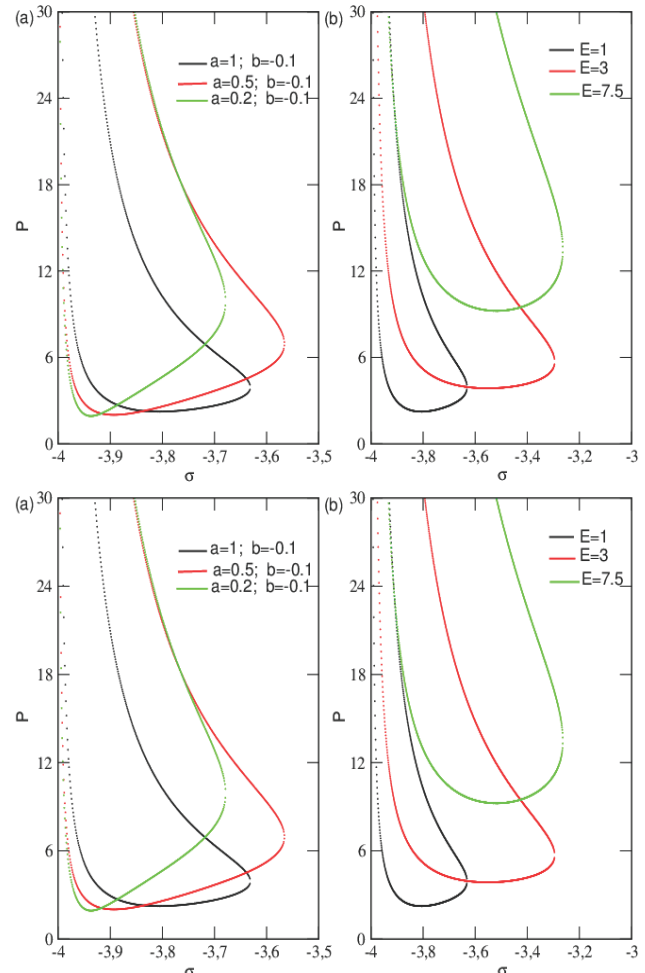 (a)
30
24
18
12
6
0
P
a=1; b=-0.1
a=0.5; b=-0.1
a=0.2; b=-0.1
-4 -3,9 -3,8 -3,7 -3,6 -3,5
σ
(b)
30
24
18
12
6
0
P
E=1
E=3
E=7.5
-4 -3,8 -3,6 -3,4 -3,2 -3
σ
(a)
30
24
18
12
6
0
P
a=1; b=-0.1
a=0.5; b=-0.1
a=0.2; b=-0.1
-4 -3,9 -3,8 -3,7 -3,6 -3,5
σ
(b)
30
24
18
12
6
0
P
E=1
E=3
E=7.5
-4 -3,8 -3,6 -3,4 -3,2 -3
σ